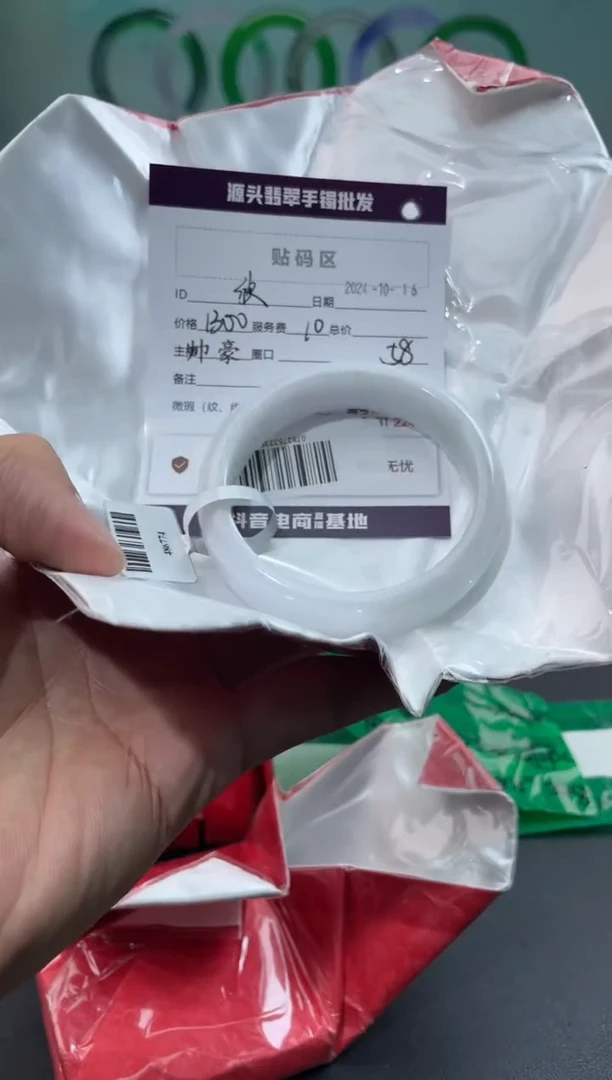 源头翡翠手镯批发
贴码区
ID 日期 2024-10-16
价格 1300 服务费 10 总价
主 帅豪 圈口 58
备注
微瑕（纹、
无忧
抖音电商直播基地